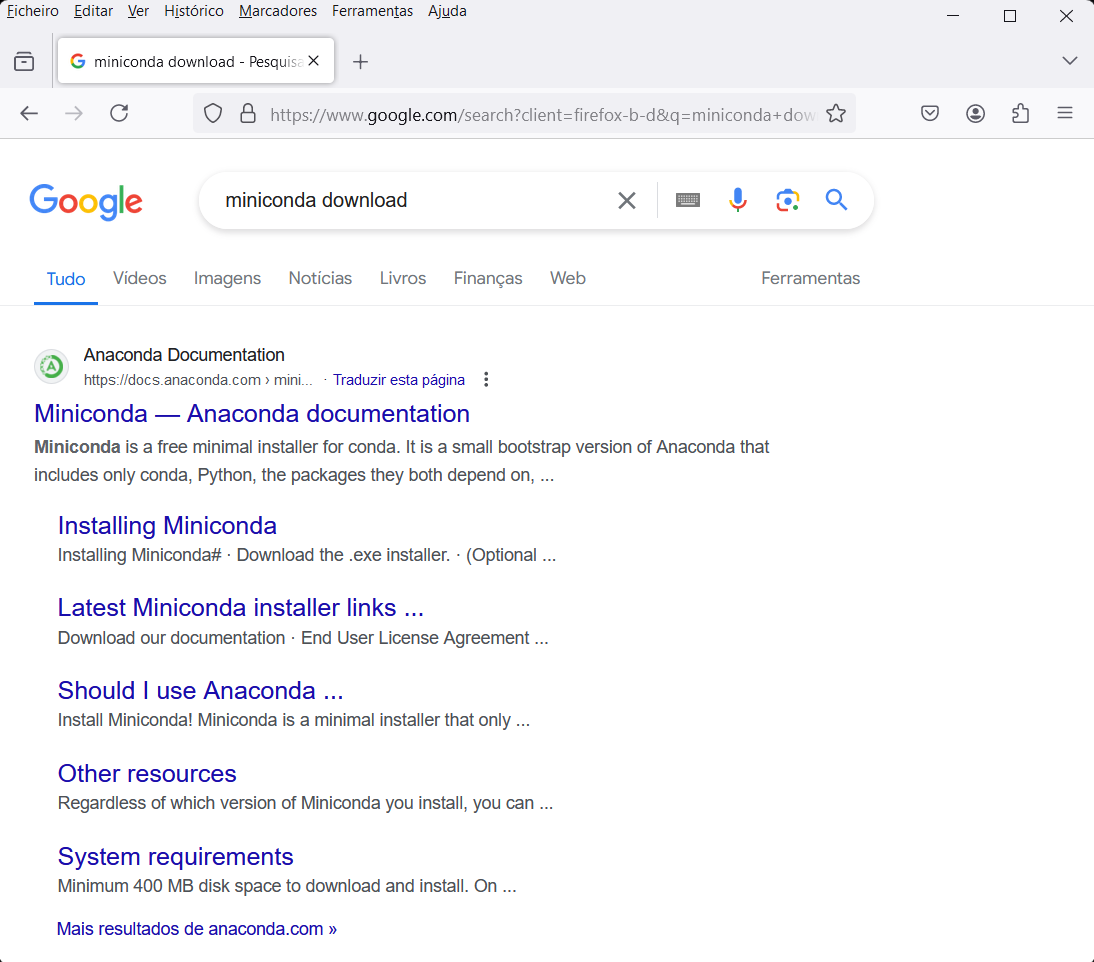 Ficheiro Editar Ver Histórico Marcadores Ferramentas Ajuda
miniconda download - Pesquisa
https://www.google.com/search?client=firefox-b-d&q=miniconda+dow
Google
miniconda download
Tudo Vídeos Imagens Notícias Livros Finanças Web Ferramentas
Anaconda Documentation
https://docs.anaconda.com › mini... · Traduzir esta página
Miniconda — Anaconda documentation
Miniconda is a free minimal installer for conda. It is a small bootstrap version of Anaconda that
includes only conda, Python, the packages they both depend on, ...
Installing Miniconda
Installing Miniconda# · Download the .exe installer. · (Optional ...
Latest Miniconda installer links ...
Download our documentation · End User License Agreement ...
Should I use Anaconda ...
Install Miniconda! Miniconda is a minimal installer that only ...
Other resources
Regardless of which version of Miniconda you install, you can ...
System requirements
Minimum 400 MB disk space to download and install. On ...
Mais resultados de anaconda.com »